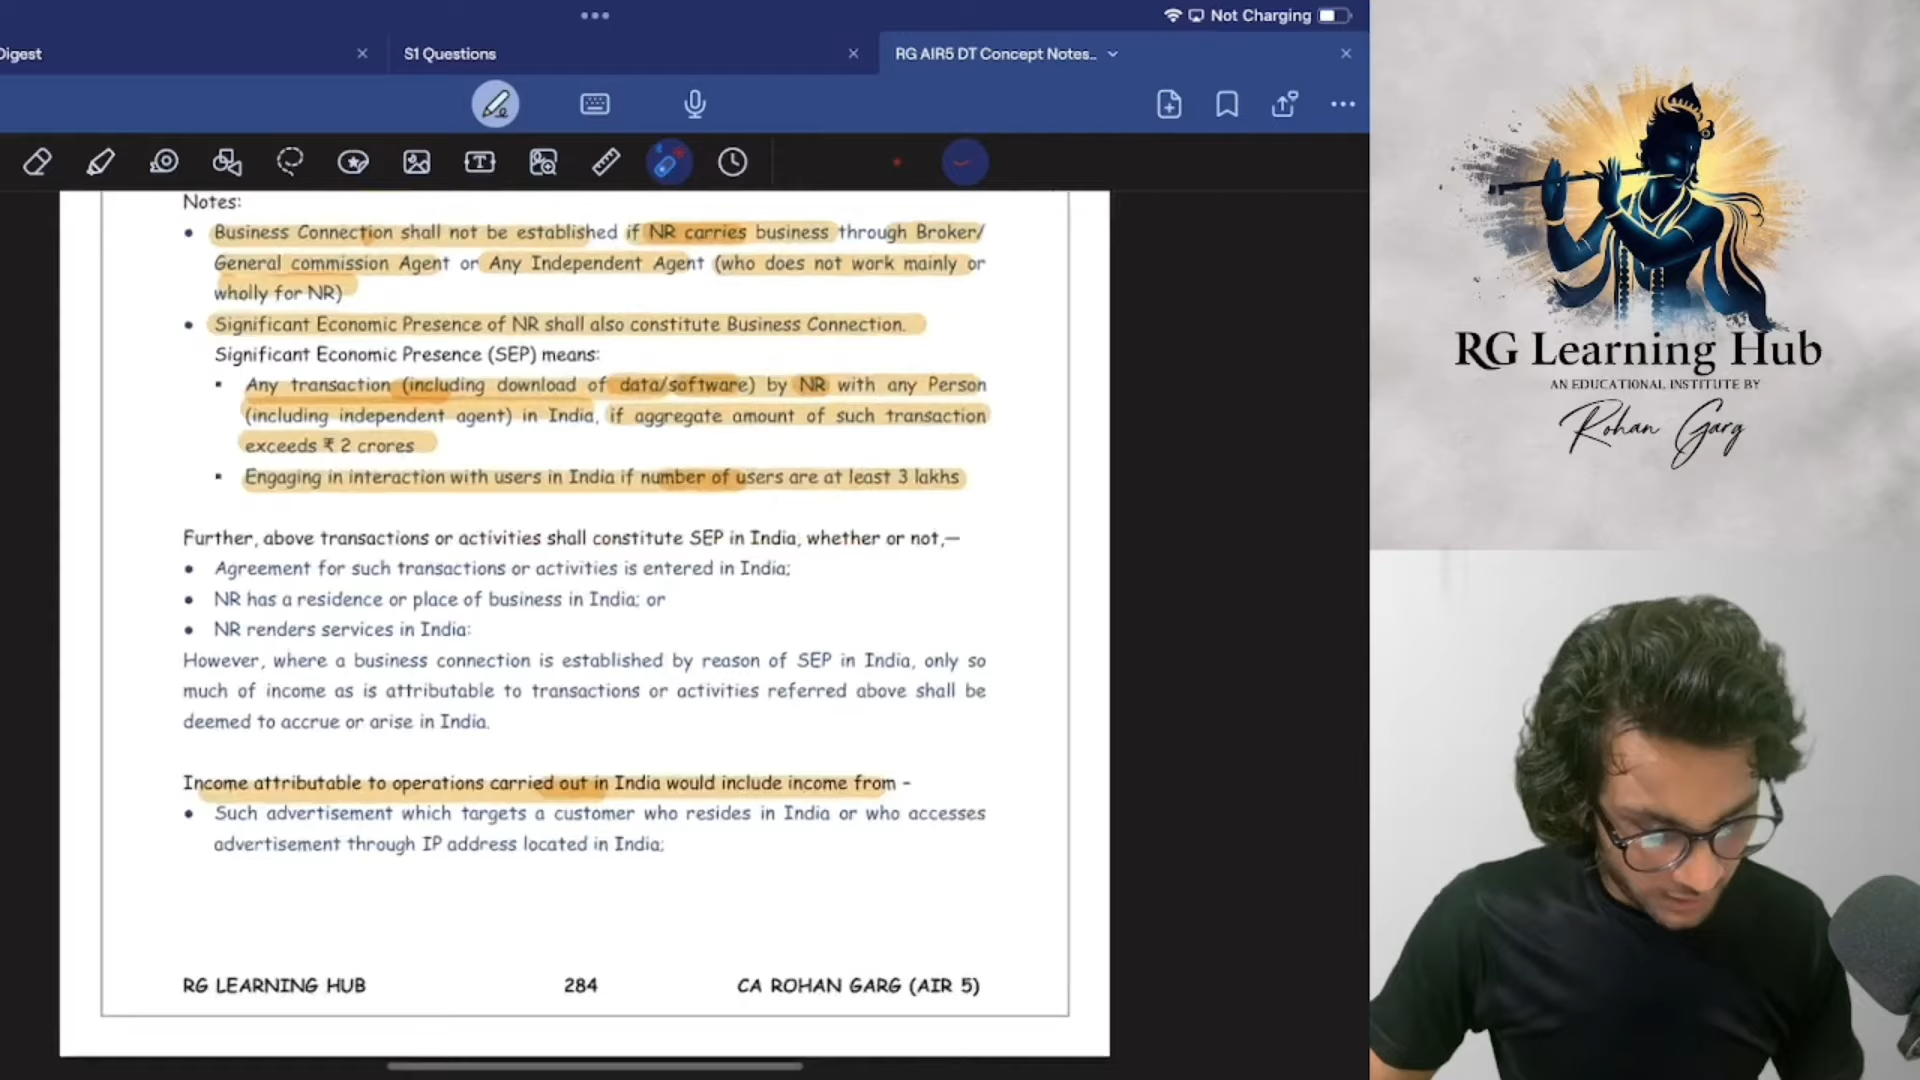 Not Charging
Digest
S1 Questions
RG AIR5 DT Concept Notes..
Notes:
• Business Connection shall not be established if NR carries business through Broker/
General commission Agent or Any Independent Agent (who does not work mainly or
wholly for NR)
• Significant Economic Presence of NR shall also constitute Business Connection.
Significant Economic Presence (SEP) means:
▪ Any transaction (including download of data/software) by NR with any Person
(including independent agent) in India, if aggregate amount of such transaction
exceeds ₹ 2 crores
▪ Engaging in interaction with users in India if number of users are at least 3 lakhs
Further, above transactions or activities shall constitute SEP in India, whether or not,—
• Agreement for such transactions or activities is entered in India;
• NR has a residence or place of business in India; or
• NR renders services in India:
However, where a business connection is established by reason of SEP in India, only so
much of income as is attributable to transactions or activities referred above shall be
deemed to accrue or arise in India.
Income attributable to operations carried out in India would include income from –
• Such advertisement which targets a customer who resides in India or who accesses
advertisement through IP address located in India;
RG LEARNING HUB 284 CA ROHAN GARG (AIR 5)
RG Learning Hub
AN EDUCATIONAL INSTITUTE BY
Rohan Garg